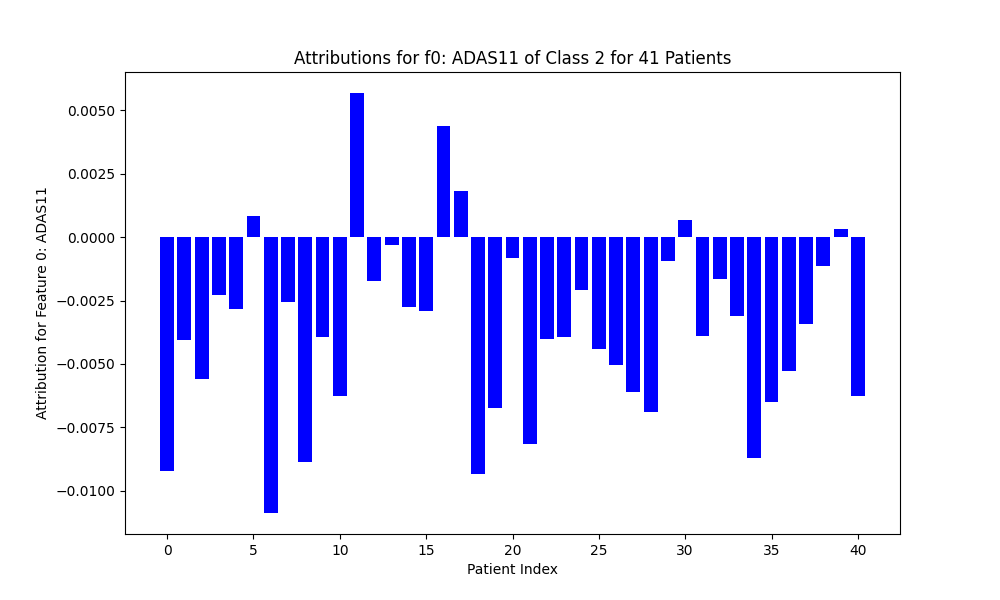 Attributions for f0: ADAS11 of Class 2 for 41 Patients
Attribution for Feature 0: ADAS11
0.0050
0.0025
0.0000
−0.0025
−0.0050
−0.0075
−0.0100
0 5 10 15 20 25 30 35 40
Patient Index